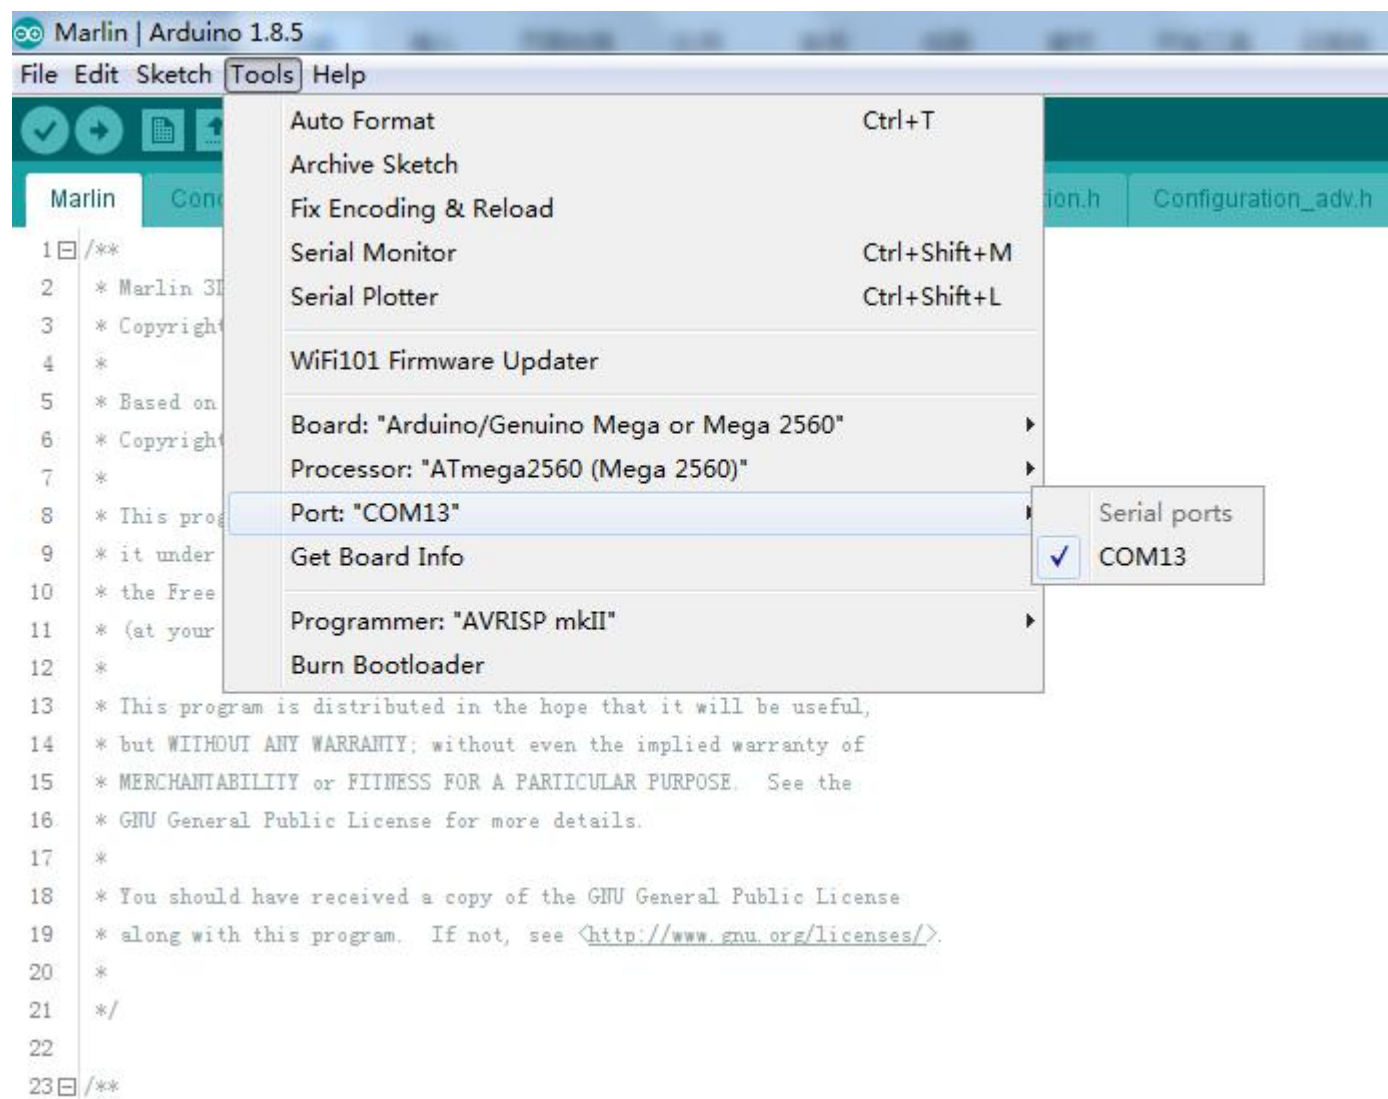 Marlin | Arduino 1.8.5
File Edit Sketch Tools Help
Auto Format Ctrl+T
Archive Sketch
Fix Encoding & Reload
Serial Monitor Ctrl+Shift+M
Serial Plotter Ctrl+Shift+L
WiFi101 Firmware Updater
Board: "Arduino/Genuino Mega or Mega 2560"
Processor: "ATmega2560 (Mega 2560)"
Port: "COM13"
Get Board Info
Programmer: "AVRISP mkII"
Burn Bootloader
Serial ports
✓ COM13
Marlin Cond tion.h Configuration_adv.h
1 /**
2 * Marlin 3D
3 * Copyright
4 *
5 * Based on
6 * Copyright
7 *
8 * This prog
9 * it under
10 * the Free
11 * (at your
12 *
13 * This program is distributed in the hope that it will be useful,
14 * but WITHOUT ANY WARRANTY; without even the implied warranty of
15 * MERCHANTABILITY or FITNESS FOR A PARTICULAR PURPOSE. See the
16 * GNU General Public License for more details.
17 *
18 * You should have received a copy of the GNU General Public License
19 * along with this program. If not, see <http://www.gnu.org/licenses/>.
20 *
21 */
22
23 /**